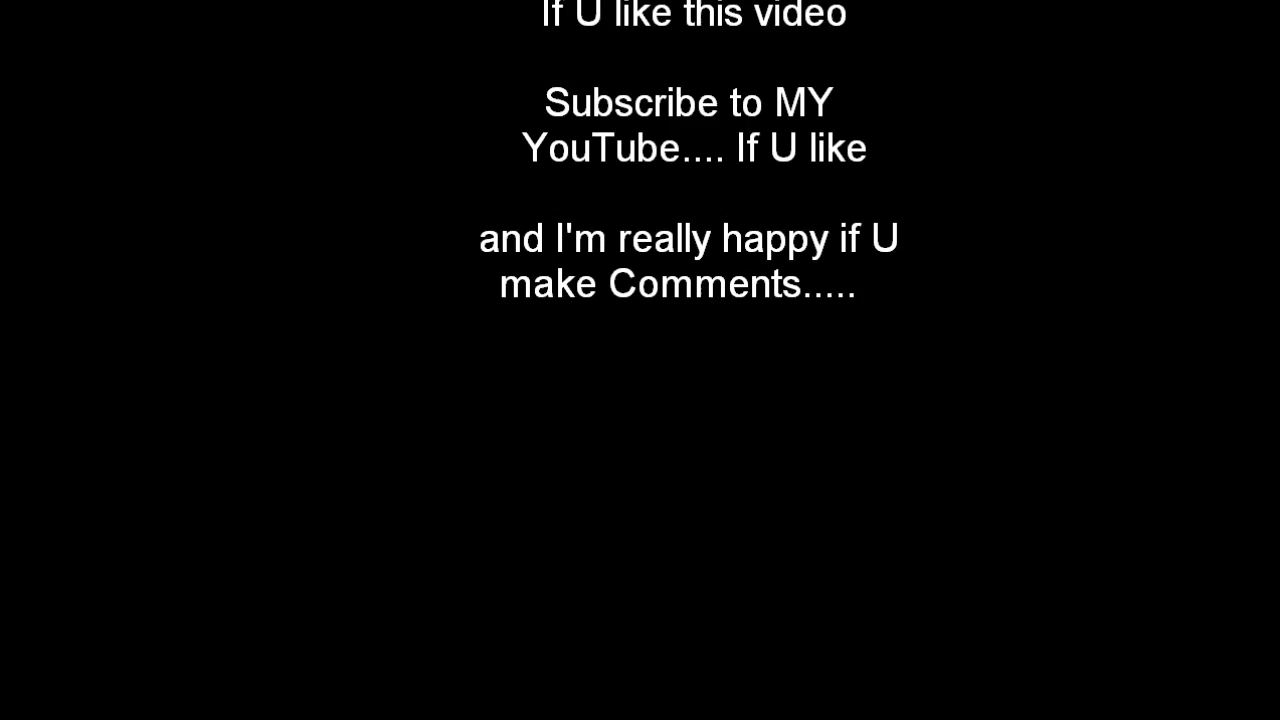 If U like this video
Subscribe to MY
YouTube.... If U like
and I'm really happy if U
make Comments.....